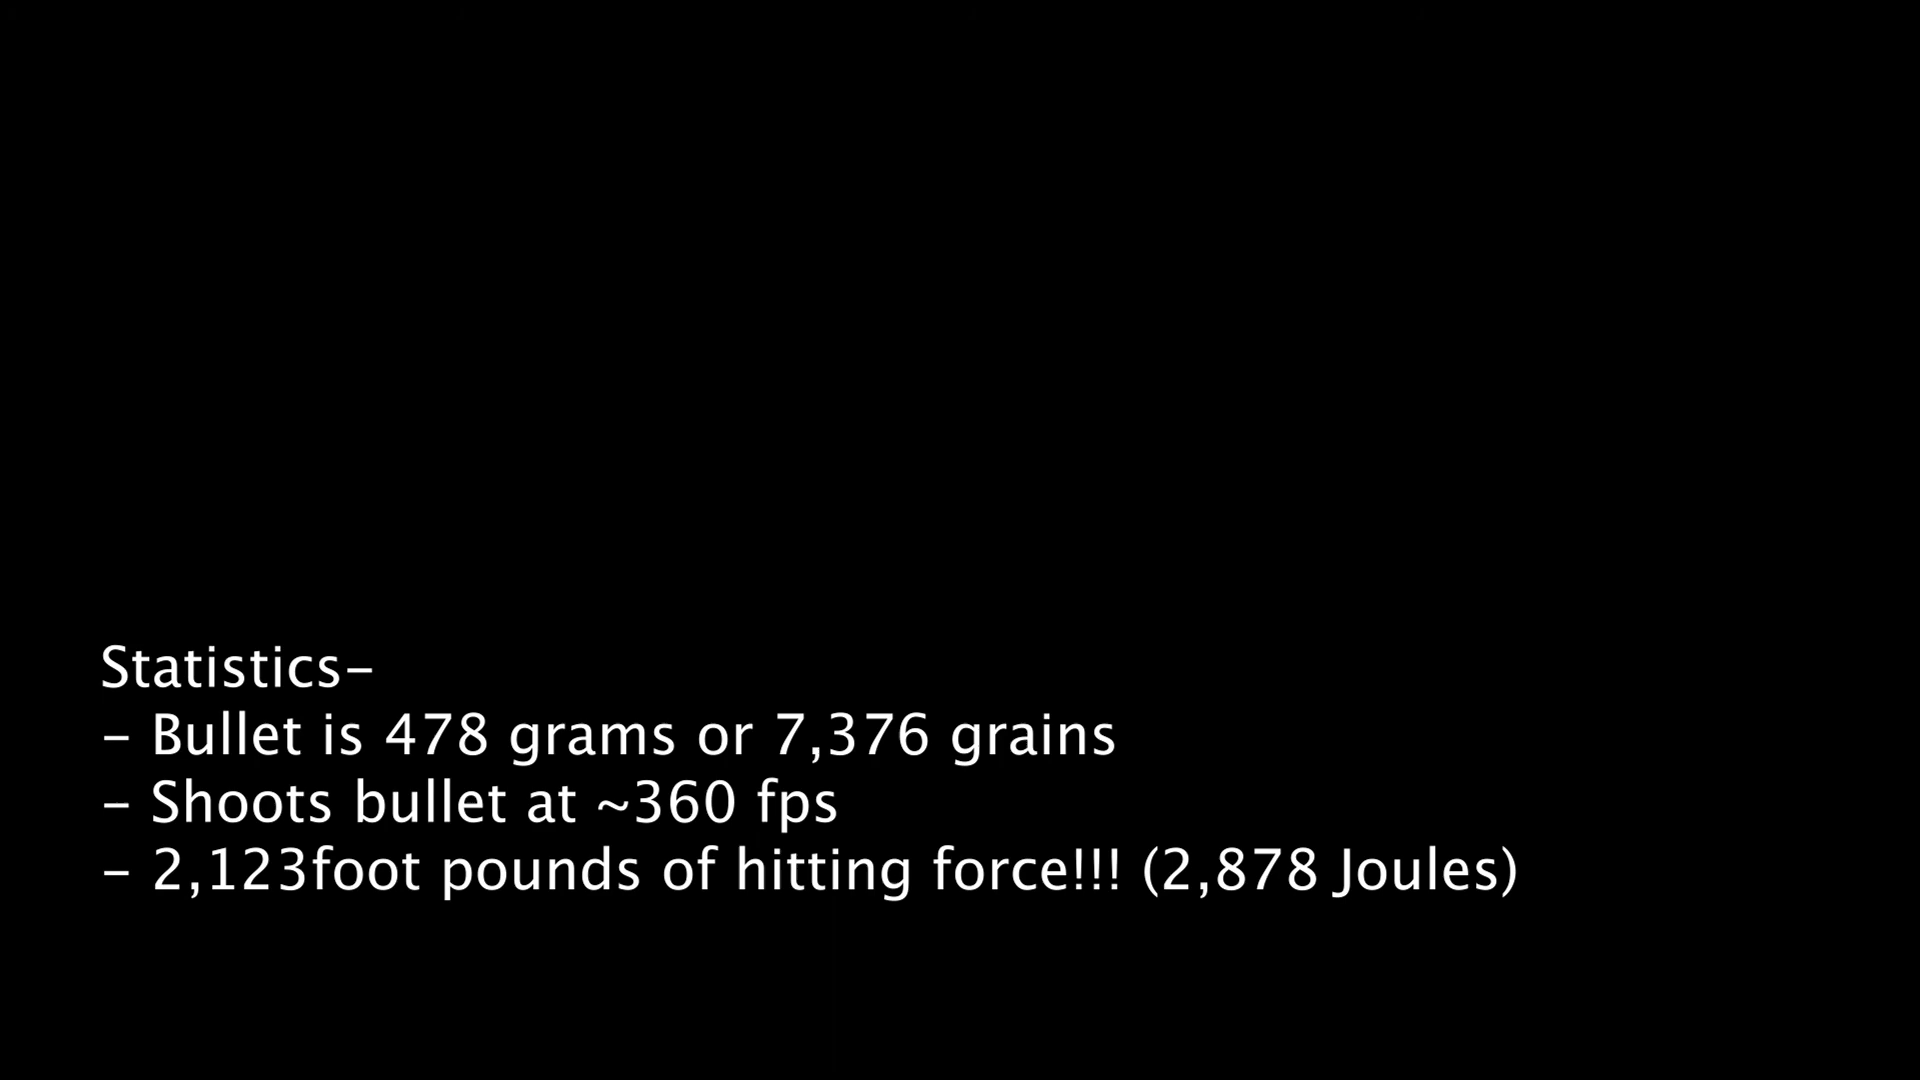 Statistics-
- Bullet is 478 grams or 7,376 grains
- Shoots bullet at ~360 fps
- 2,123foot pounds of hitting force!!! (2,878 Joules)